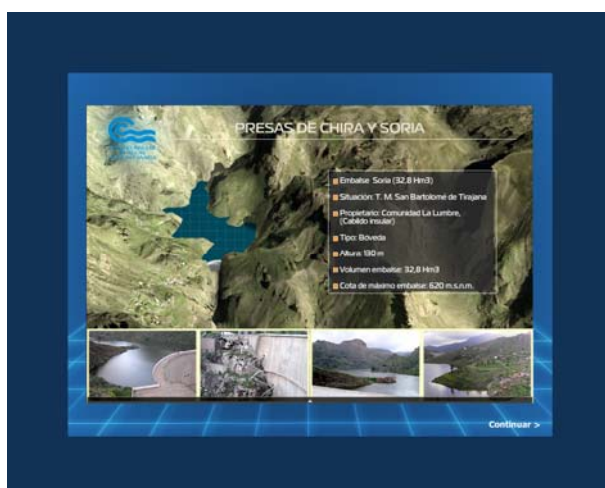 PRESAS DE CHIRA Y SORIA
Embalse Soria (32,8 Hm3)
Situación: T. M. San Bartolomé de Tirajana
Propietario: Comunidad La Lumbre,
(Cabildo insular)
Tipo: Bóveda
Altura: 130 m
Volumen embalse: 32,8 Hm3
Cota de máximo embalse: 620 m.s.n.m.
Continuar >